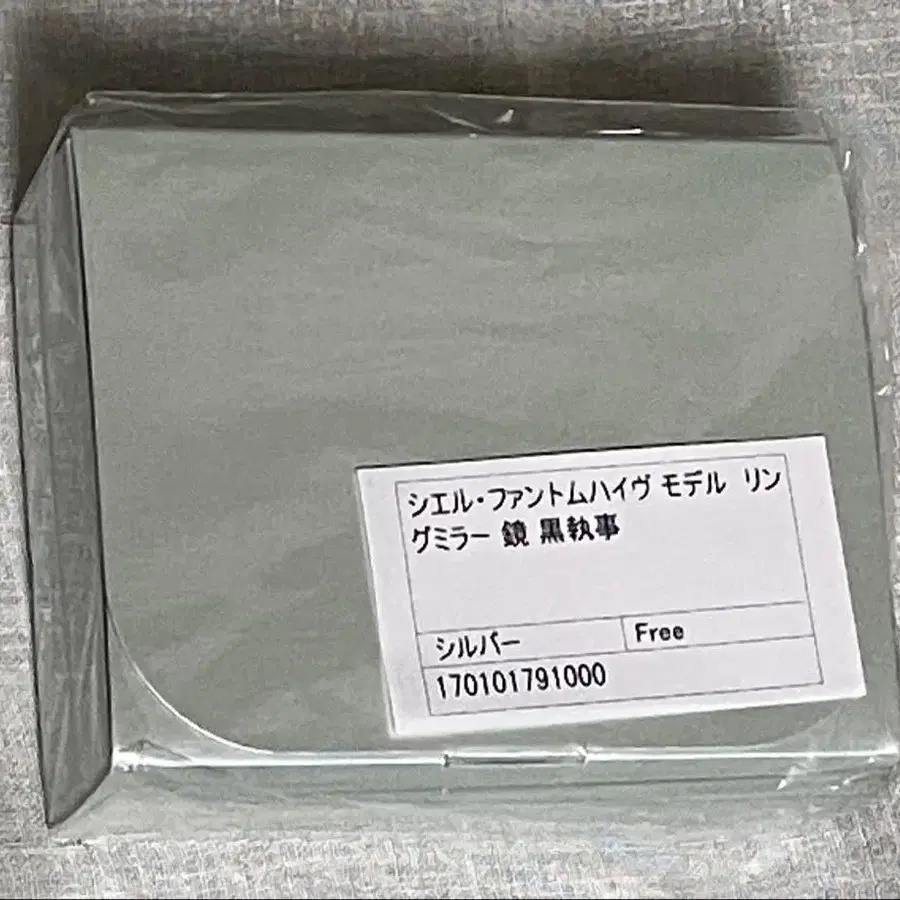 シエル・ファントムハイヴ モデル リン
グミラー 鏡 黒執事
シルバー Free
170101791000